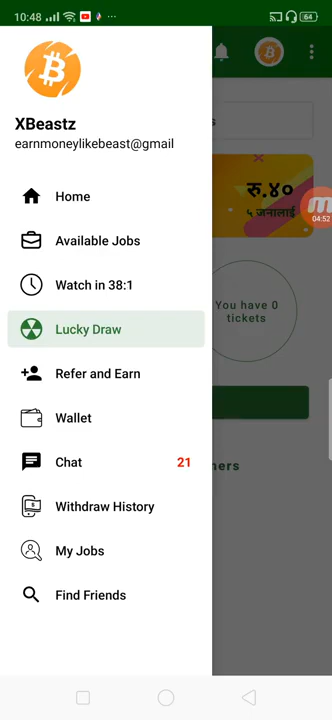 10:48 64
XBeastz
earnmoneylikebeast@gmail
Home
Available Jobs
Watch in 38:1
Lucky Draw
Refer and Earn
Wallet
Chat 21
Withdraw History
My Jobs
Find Friends
रु.४०
५ जनालाई
04:52
You have 0
tickets